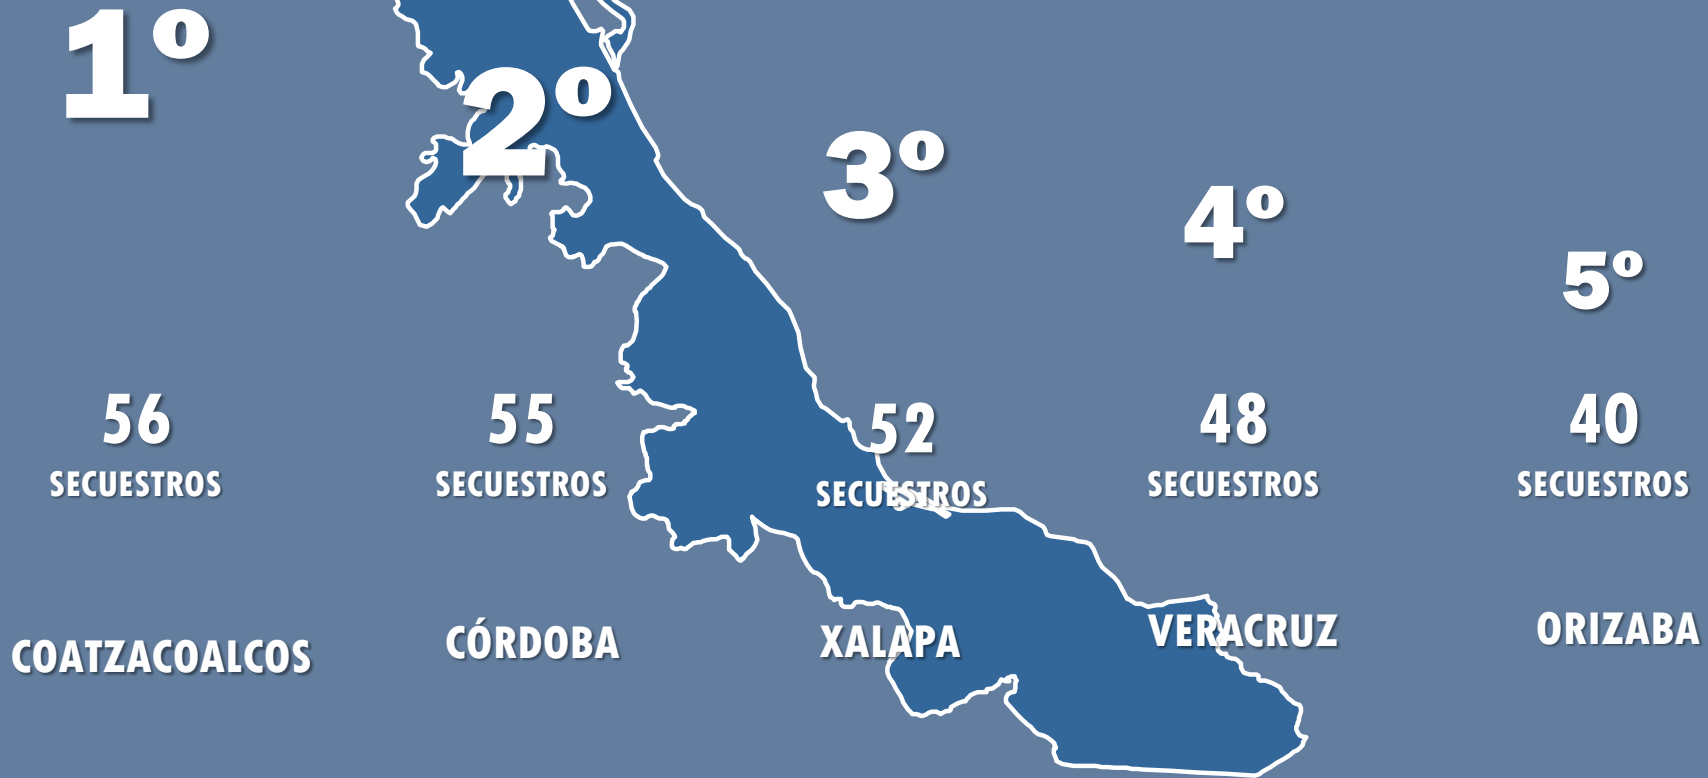 1º
2º
3º
4º
5º
56
SECUESTROS
55
SECUESTROS
52
SECUESTROS
48
SECUESTROS
40
SECUESTROS
COATZACOALCOS
CÓRDOBA
XALAPA
VERACRUZ
ORIZABA